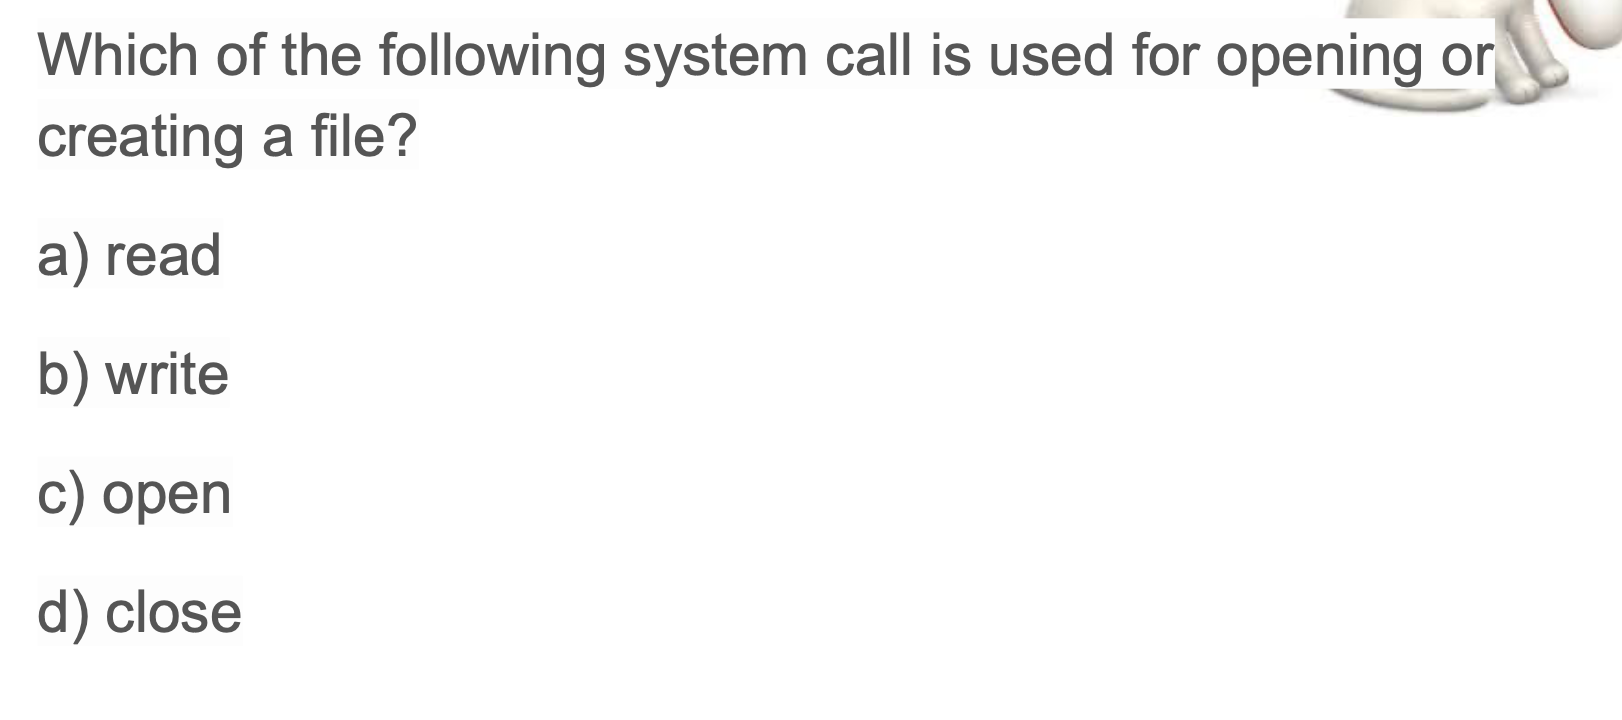 Which of the following system call is used for opening or
creating a file?
a) read
b) write
c) open
d) close